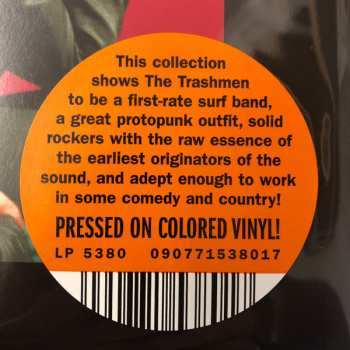 This collection
shows The Trashmen
to be a first-rate surf band,
a great protopunk outfit, solid
rockers with the raw essence of
the earliest originators of the
sound, and adept enough to work
in some comedy and country!
PRESSED ON COLORED VINYL!
LP 5380 090771538017